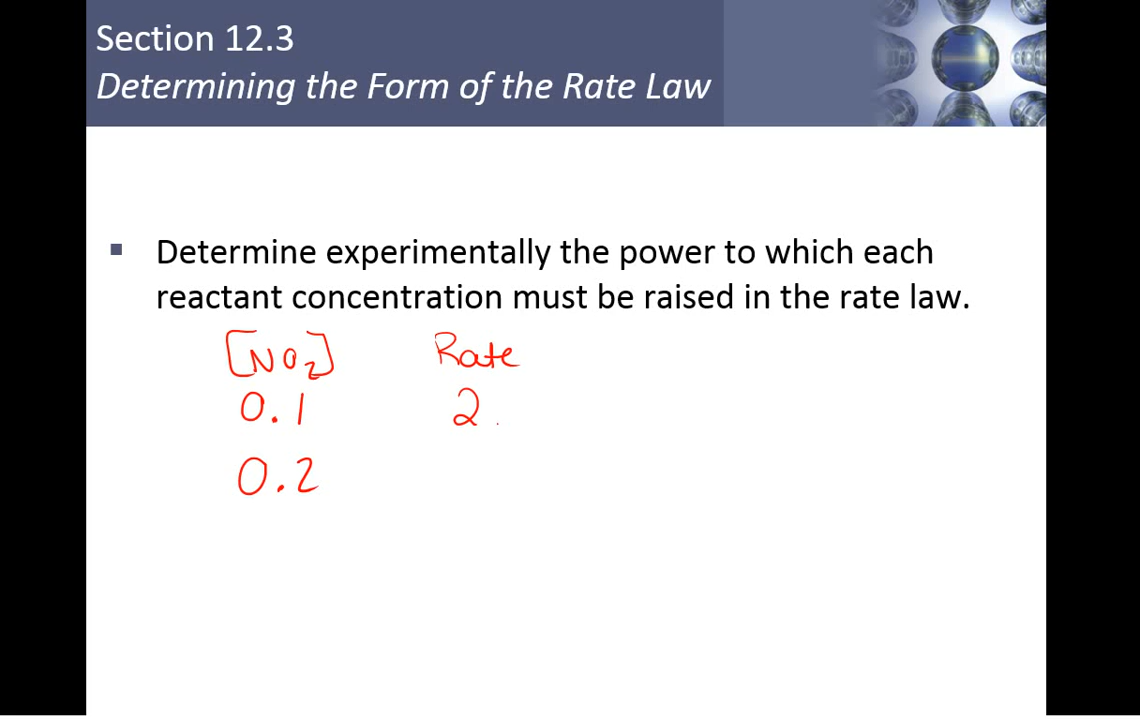 Section 12.3
Determining the Form of the Rate Law
▪ Determine experimentally the power to which each
reactant concentration must be raised in the rate law.
[NO₂] Rate
0.1 2.
0.2